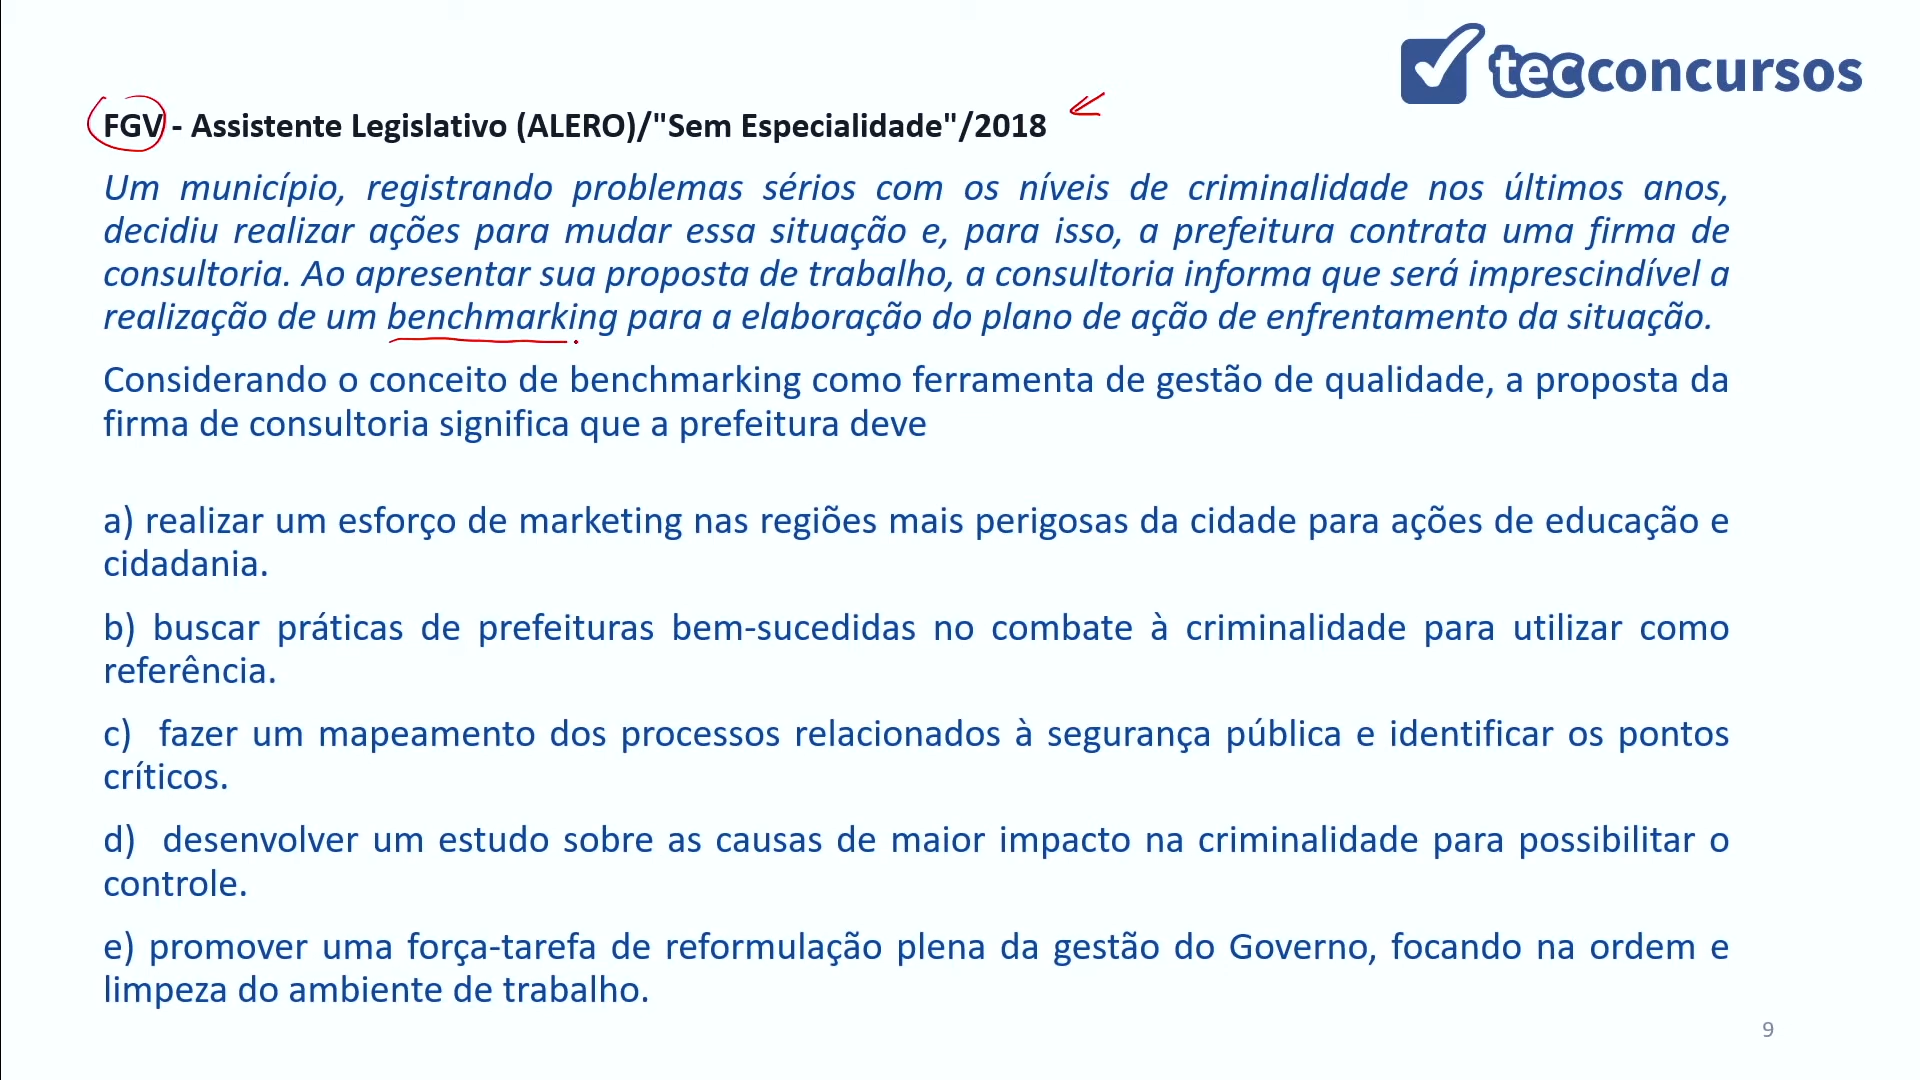 tecconcursos
FGV - Assistente Legislativo (ALERO)/"Sem Especialidade"/2018
Um município, registrando problemas sérios com os níveis de criminalidade nos últimos anos,
decidiu realizar ações para mudar essa situação e, para isso, a prefeitura contrata uma firma de
consultoria. Ao apresentar sua proposta de trabalho, a consultoria informa que será imprescindível a
realização de um benchmarking para a elaboração do plano de ação de enfrentamento da situação.
Considerando o conceito de benchmarking como ferramenta de gestão de qualidade, a proposta da
firma de consultoria significa que a prefeitura deve
a) realizar um esforço de marketing nas regiões mais perigosas da cidade para ações de educação e
cidadania.
b) buscar práticas de prefeituras bem-sucedidas no combate à criminalidade para utilizar como
referência.
c) fazer um mapeamento dos processos relacionados à segurança pública e identificar os pontos
críticos.
d) desenvolver um estudo sobre as causas de maior impacto na criminalidade para possibilitar o
controle.
e) promover uma força-tarefa de reformulação plena da gestão do Governo, focando na ordem e
limpeza do ambiente de trabalho.
9